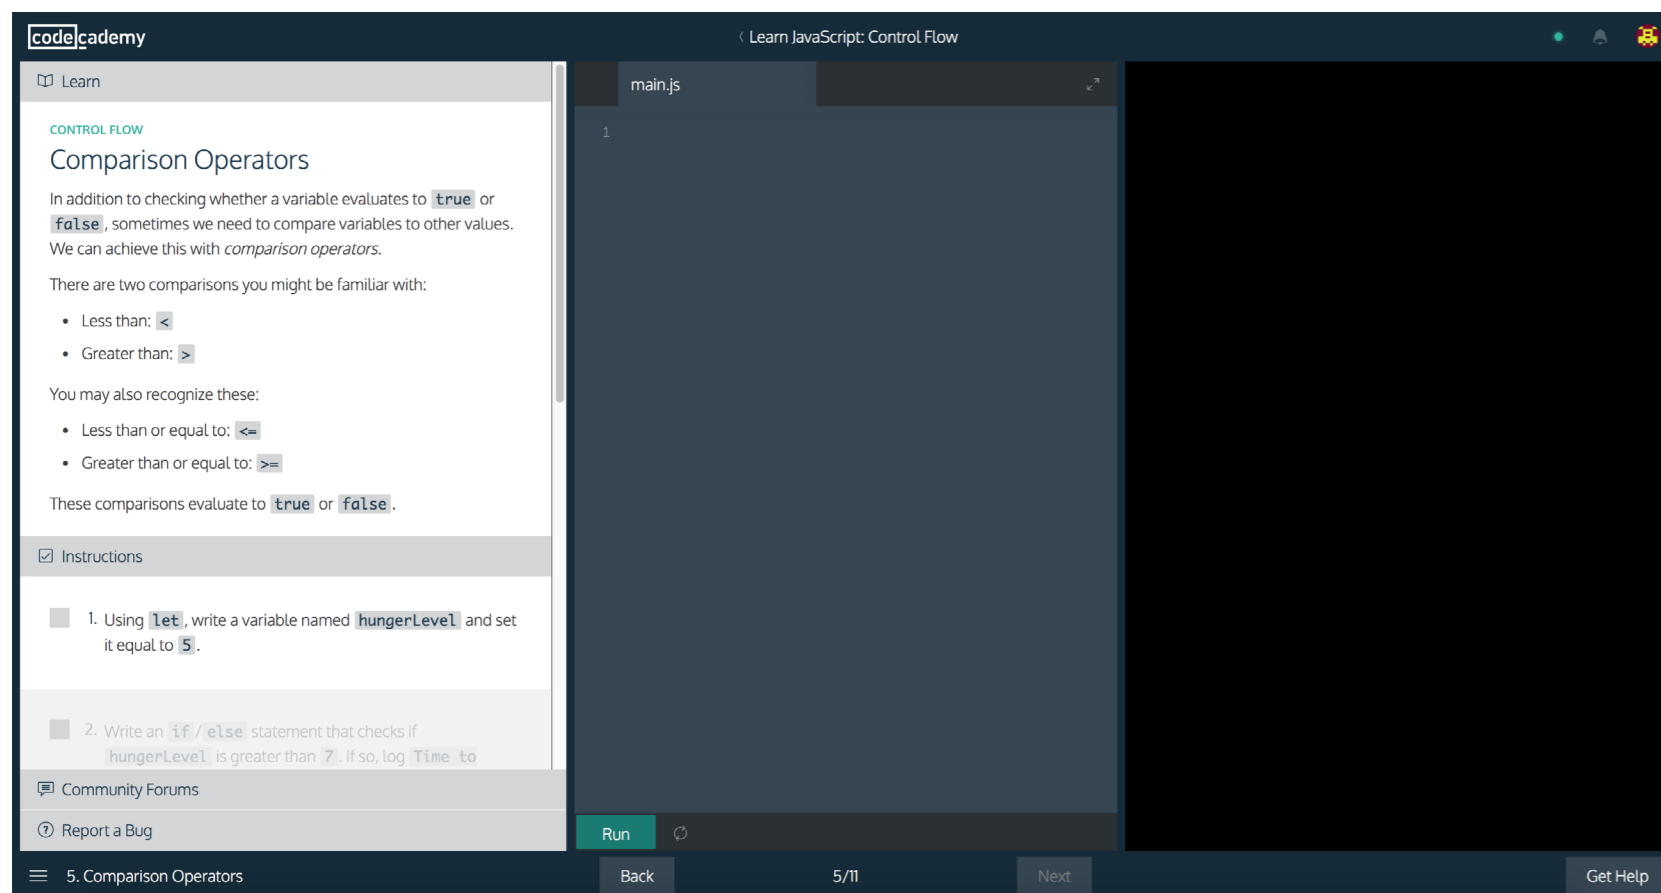 codecademy
Learn JavaScript: Control Flow
Learn
CONTROL FLOW
Comparison Operators
In addition to checking whether a variable evaluates to true or
false, sometimes we need to compare variables to other values.
We can achieve this with comparison operators.
There are two comparisons you might be familiar with:
• Less than: <
• Greater than: >
You may also recognize these:
• Less than or equal to: <=
• Greater than or equal to: >=
These comparisons evaluate to true or false.
Instructions
1. Using let, write a variable named hungerLevel and set
it equal to 5.
2. Write an if/else statement that checks if
hungerLevel is greater than 7. If so, log Time to
Community Forums
Report a Bug
main.js
1
Run
5. Comparison Operators
Back
5/11
Next
Get Help